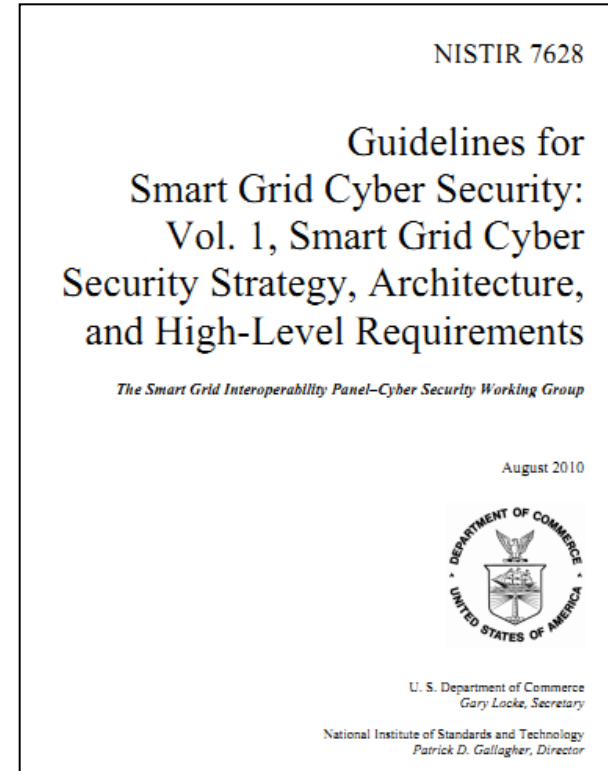 NISTIR 7628
Guidelines for
Smart Grid Cyber Security:
Vol. 1, Smart Grid Cyber
Security Strategy, Architecture,
and High-Level Requirements
The Smart Grid Interoperability Panel–Cyber Security Working Group
August 2010
DEPARTMENT OF COMMERCE
UNITED STATES OF AMERICA
U. S. Department of Commerce
Gary Locke, Secretary
National Institute of Standards and Technology
Patrick D. Gallagher, Director